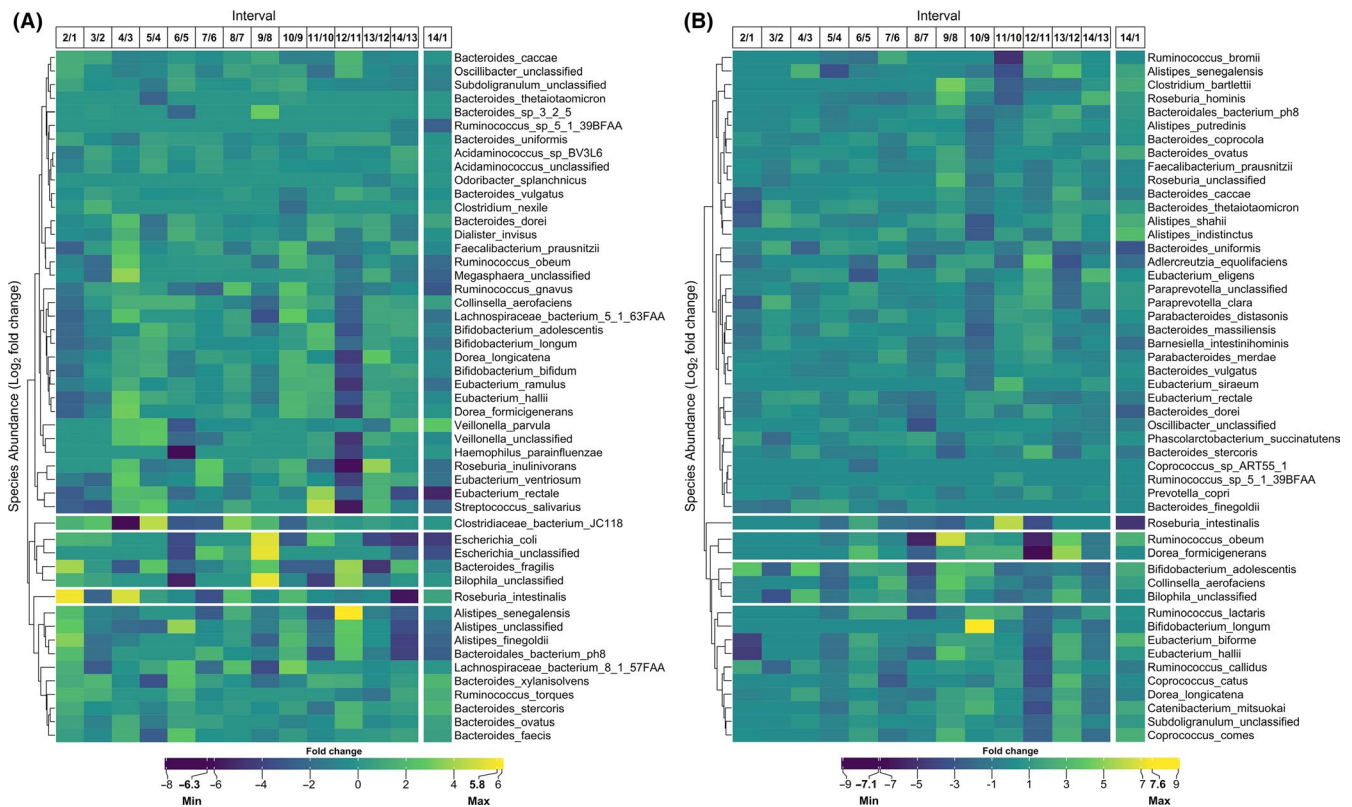 (A)
Interval
2/1 3/2 4/3 5/4 6/5 7/6 8/7 9/8 10/9 11/10 12/11 13/12 14/13 14/1
Species Abundance (Log2 fold change)
Bacteroides_caccae
Oscillibacter_unclassified
Subdoligranulum_unclassified
Bacteroides_thetaiotaomicron
Bacteroides_sp_3_2_5
Ruminococcus_sp_5_1_39BFAA
Bacteroides_uniformis
Acidaminococcus_sp_BV3L6
Acidaminococcus_unclassified
Odoribacter_splanchnicus
Bacteroides_vulgatus
Clostridium_nexile
Bacteroides_dorei
Dialister_invisus
Faecalibacterium_prausnitzii
Ruminococcus_obeum
Megasphaera_unclassified
Ruminococcus_gnavus
Collinsella_aerofaciens
Lachnospiraceae_bacterium_5_1_63FAA
Bifidobacterium_adolescentis
Bifidobacterium_longum
Dorea_longicatena
Bifidobacterium_bifidum
Eubacterium_ramulus
Eubacterium_hallii
Dorea_formicigenerans
Veillonella_parvula
Veillonella_unclassified
Haemophilus_parainfluenzae
Roseburia_inulinivorans
Eubacterium_ventriosum
Eubacterium_rectale
Streptococcus_salivarius
Clostridiaceae_bacterium_JC118
Escherichia_coli
Escherichia_unclassified
Bacteroides_fragilis
Bilophila_unclassified
Roseburia_intestinalis
Alistipes_senegalensis
Alistipes_unclassified
Alistipes_finegoldii
Bacteroidales_bacterium_ph8
Lachnospiraceae_bacterium_8_1_57FAA
Bacteroides_xylanisolvens
Ruminococcus_torques
Bacteroides_stercoris
Bacteroides_ovatus
Bacteroides_faecis
Fold change
−8 −6.3 −6 −4 −2 0 2 4 5.8 6
Min Max
(B)
Interval
2/1 3/2 4/3 5/4 6/5 7/6 8/7 9/8 10/9 11/10 12/11 13/12 14/13 14/1
Species Abundance (Log2 fold change)
Ruminococcus_bromii
Alistipes_senegalensis
Clostridium_bartlettii
Roseburia_hominis
Bacteroidales_bacterium_ph8
Alistipes_putredinis
Bacteroides_coprocola
Bacteroides_ovatus
Faecalibacterium_prausnitzii
Roseburia_unclassified
Bacteroides_caccae
Bacteroides_thetaiotaomicron
Alistipes_shahii
Alistipes_indistinctus
Bacteroides_uniformis
Adlercreutzia_equolifaciens
Eubacterium_eligens
Paraprevotella_unclassified
Paraprevotella_clara
Parabacteroides_distasonis
Bacteroides_massiliensis
Barnesiella_intestinihominis
Parabacteroides_merdae
Bacteroides_vulgatus
Eubacterium_siraeum
Eubacterium_rectale
Bacteroides_dorei
Oscillibacter_unclassified
Phascolarctobacterium_succinatutens
Bacteroides_stercoris
Coprococcus_sp_ART55_1
Ruminococcus_sp_5_1_39BFAA
Prevotella_copri
Bacteroides_finegoldii
Roseburia_intestinalis
Ruminococcus_obeum
Dorea_formicigenerans
Bifidobacterium_adolescentis
Collinsella_aerofaciens
Bilophila_unclassified
Ruminococcus_lactaris
Bifidobacterium_longum
Eubacterium_biforme
Eubacterium_hallii
Ruminococcus_callidus
Coprococcus_catus
Dorea_longicatena
Catenibacterium_mitsuokai
Subdoligranulum_unclassified
Coprococcus_comes
Fold change
−9 −7.1 −7 −5 −3 −1 1 3 5 7 7.6 9
Min Max